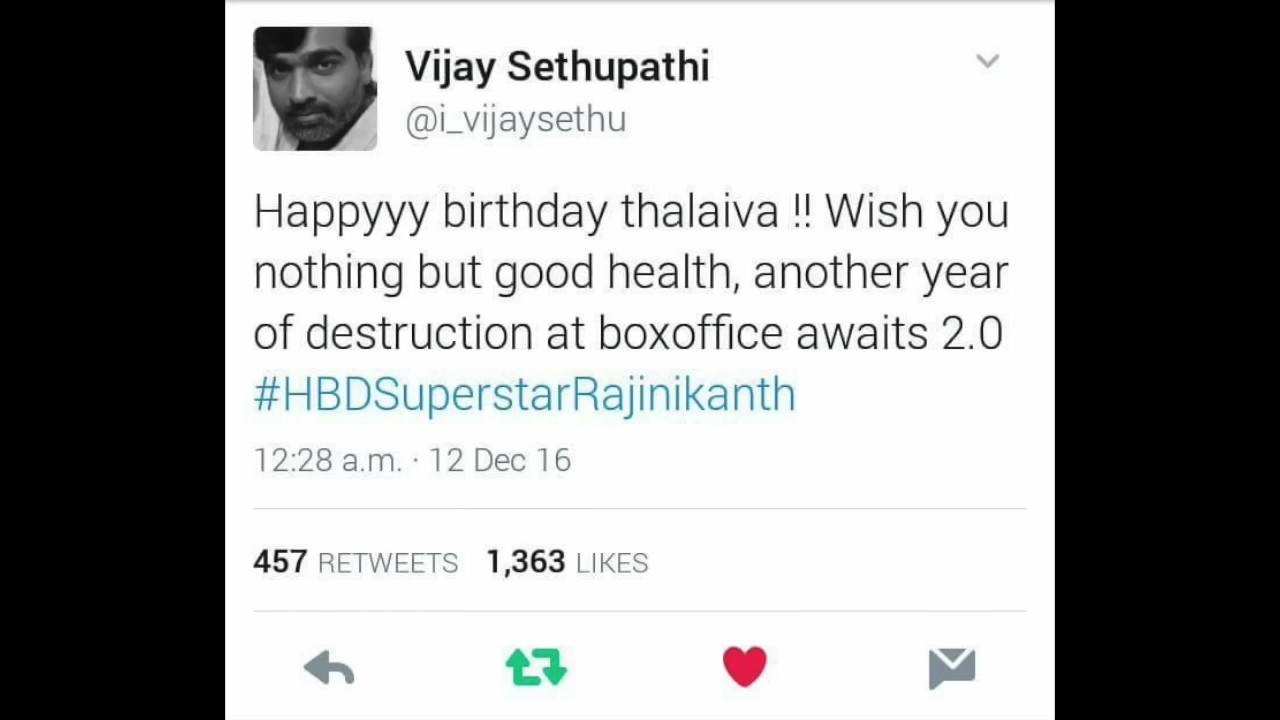 Vijay Sethupathi
@i_vijaysethu
Happyyy birthday thalaiva !! Wish you
nothing but good health, another year
of destruction at boxoffice awaits 2.0
#HBDSuperstarRajinikanth
12:28 a.m. · 12 Dec 16
457 RETWEETS 1,363 LIKES